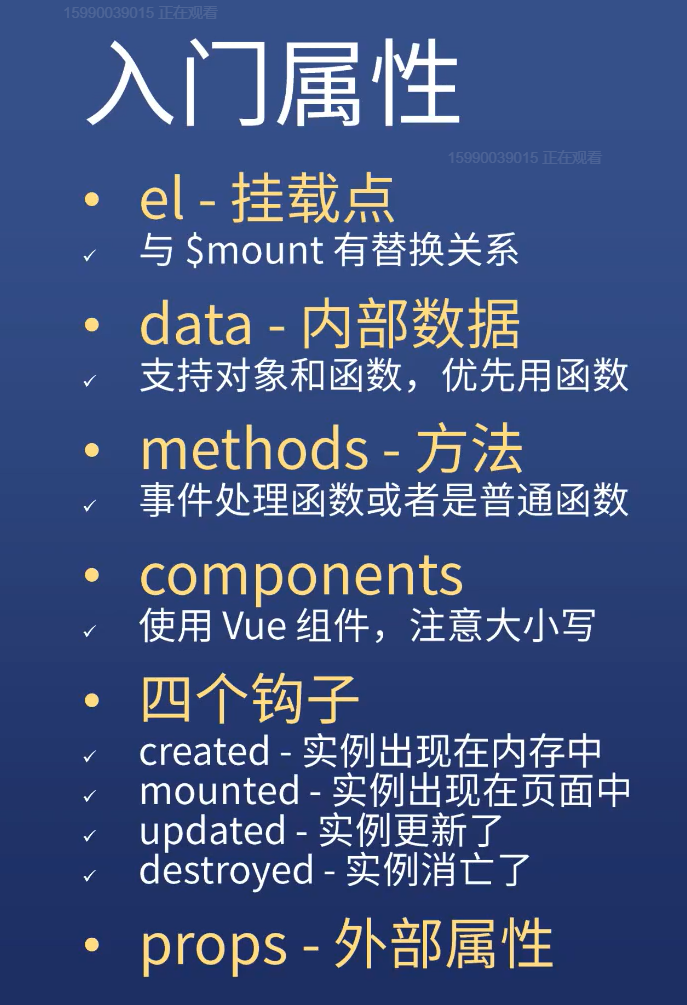 15990039015 正在观看
入门属性
15990039015 正在观看
• el - 挂载点
✓ 与 $mount 有替换关系
• data - 内部数据
✓ 支持对象和函数，优先用函数
• methods - 方法
✓ 事件处理函数或者是普通函数
• components
✓ 使用 Vue 组件，注意大小写
• 四个钩子
✓ created - 实例出现在内存中
✓ mounted - 实例出现在页面中
✓ updated - 实例更新了
✓ destroyed - 实例消亡了
• props - 外部属性